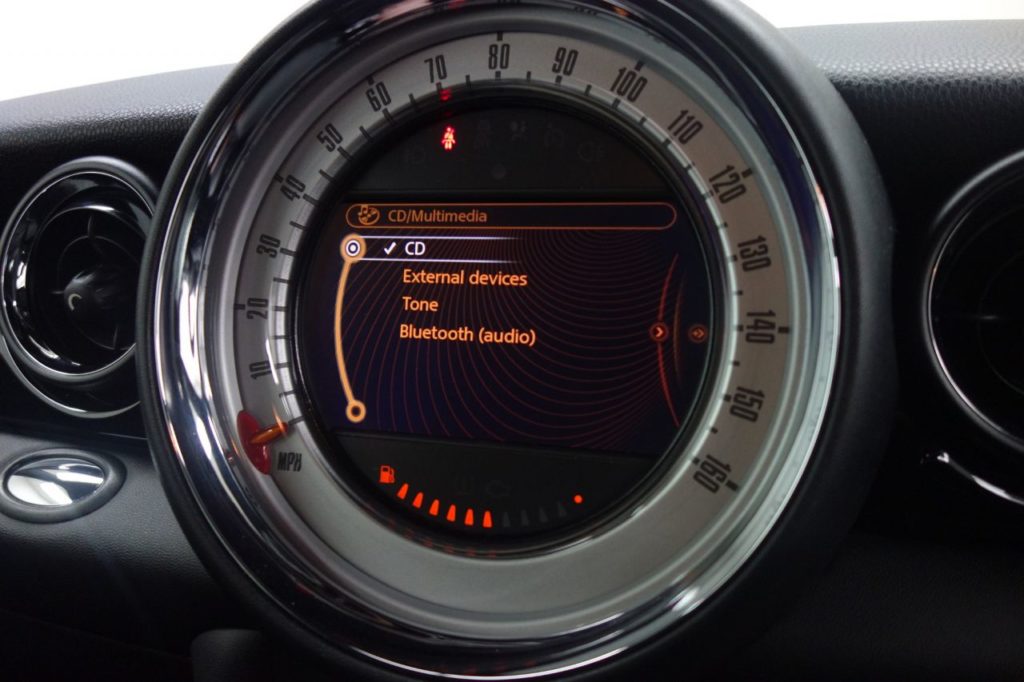 10
20
30
40
50
60
70
80
90
100
110
120
130
140
150
160
MPH
CD/Multimedia
CD
External devices
Tone
Bluetooth (audio)